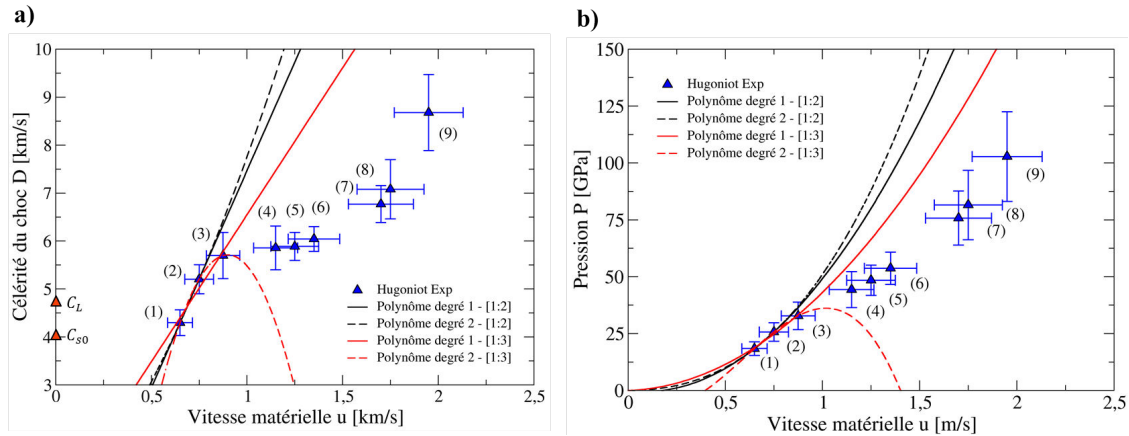 a)
Célérité du choc D [km/s]
10
9
8
7
6
5
4
3
C_L
C_s0
(1)
(2)
(3)
(4)
(5)
(6)
(7)
(8)
(9)
Hugoniot Exp
Polynôme degré 1 - [1:2]
Polynôme degré 2 - [1:2]
Polynôme degré 1 - [1:3]
Polynôme degré 2 - [1:3]
0 0,5 1 1,5 2 2,5
Vitesse matérielle u [km/s]
b)
Pression P [GPa]
150
125
100
75
50
25
0
Hugoniot Exp
Polynôme degré 1 - [1:2]
Polynôme degré 2 - [1:2]
Polynôme degré 1 - [1:3]
Polynôme degré 2 - [1:3]
(1)
(2)
(3)
(4)
(5)
(6)
(7)
(8)
(9)
0 0,5 1 1,5 2 2,5
Vitesse matérielle u [m/s]